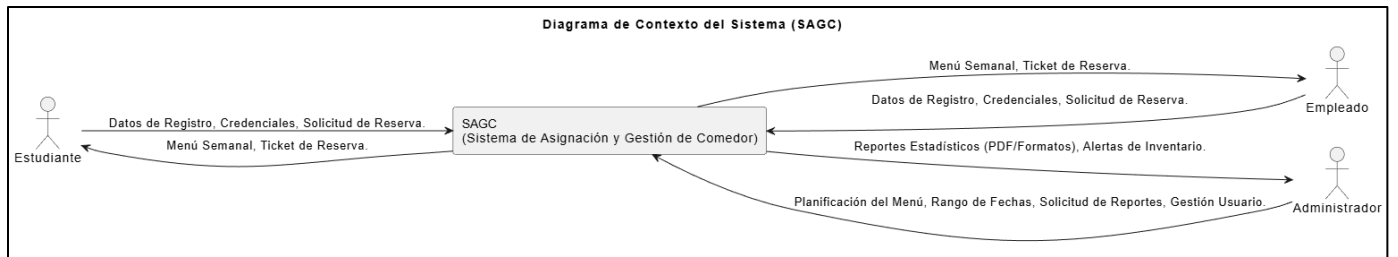 Diagrama de Contexto del Sistema (SAGC)
Menú Semanal, Ticket de Reserva.
Empleado
Datos de Registro, Credenciales, Solicitud de Reserva.
Datos de Registro, Credenciales, Solicitud de Reserva.
SAGC
(Sistema de Asignación y Gestión de Comedor)
Menú Semanal, Ticket de Reserva.
Estudiante
Reportes Estadísticos (PDF/Formatos), Alertas de Inventario.
Planificación del Menú, Rango de Fechas, Solicitud de Reportes, Gestión Usuario.
Administrador